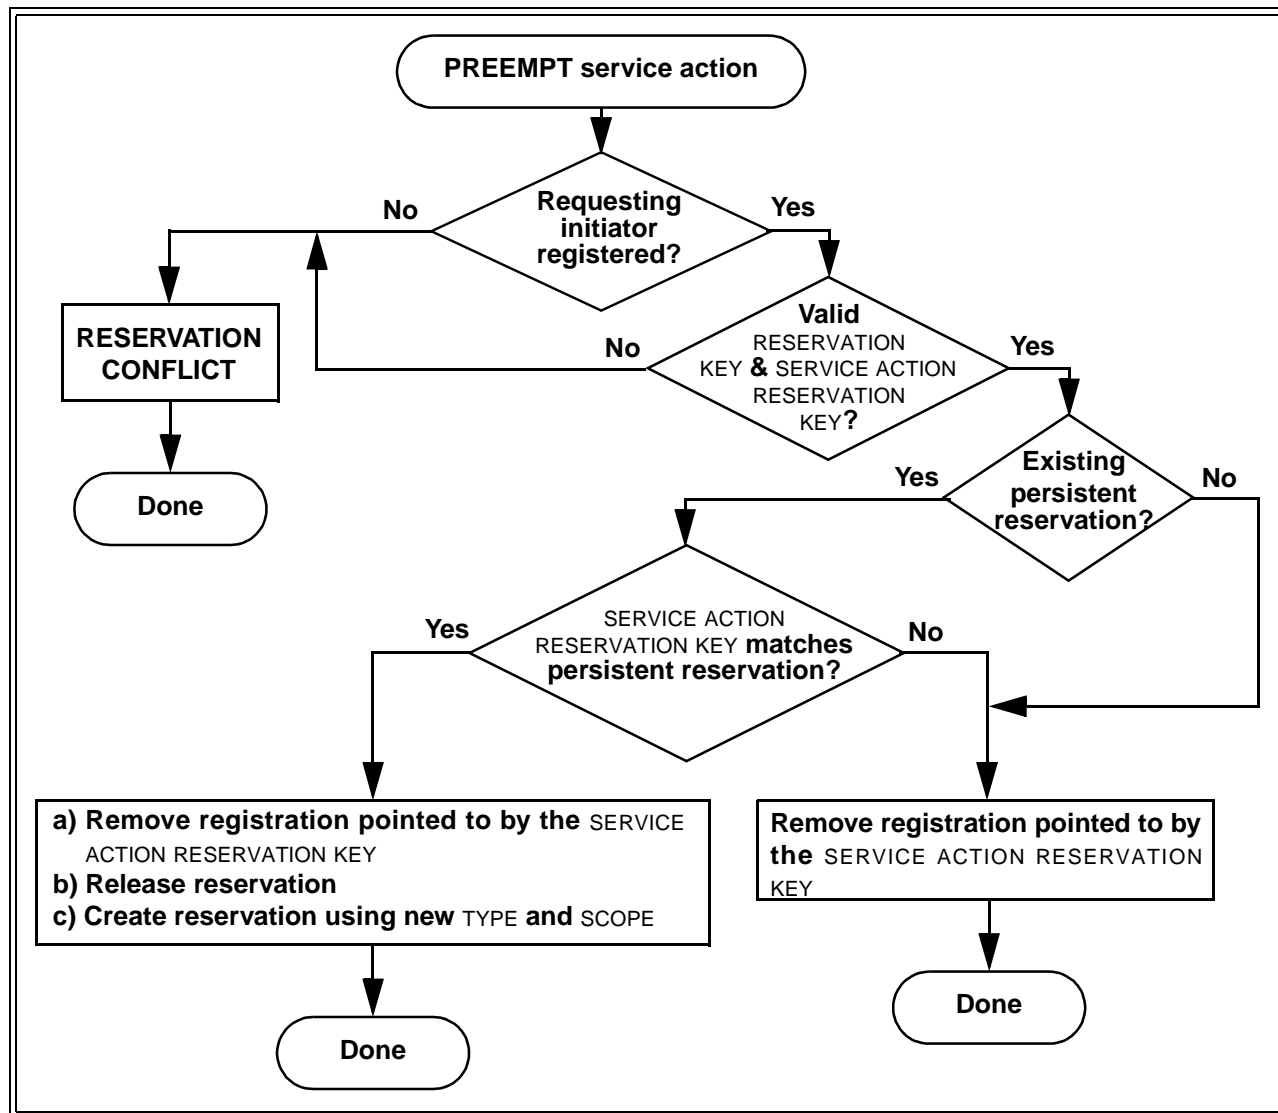 PREEMPT service action
Requesting
initiator
registered?
No
Yes
RESERVATION
CONFLICT
Done
Valid
RESERVATION
KEY & SERVICE ACTION
RESERVATION
KEY?
No
Yes
Existing
persistent
reservation?
Yes
No
SERVICE ACTION
RESERVATION KEY matches
persistent reservation?
Yes
No
a) Remove registration pointed to by the SERVICE
ACTION RESERVATION KEY
b) Release reservation
c) Create reservation using new TYPE and SCOPE
Done
Remove registration pointed to by
the SERVICE ACTION RESERVATION
KEY
Done